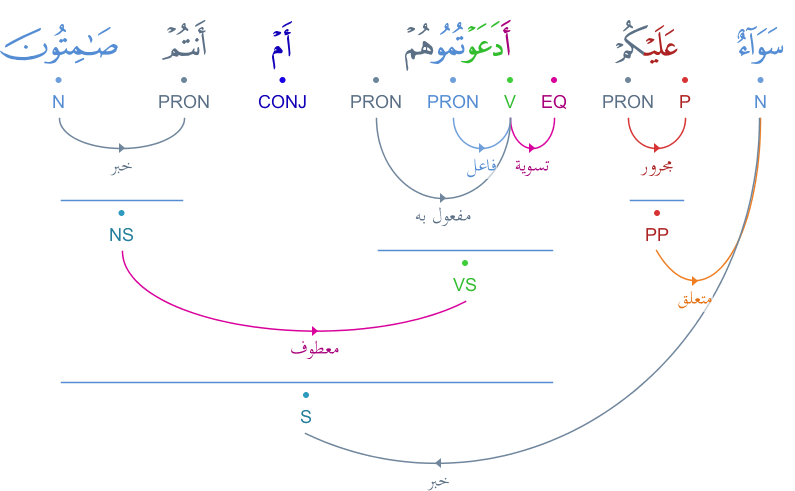 سَوَآءٌ عَلَيْكُمْ أَدَعَوْتُمُوهُمْ أَمْ أَنتُمْ صَٰمِتُونَ
N P PRON EQ V PRON PRON CONJ PRON N
مجرور تسوية فاعل خبر
مفعول به
PP NS
VS
متعلق
معطوف
S
خبر